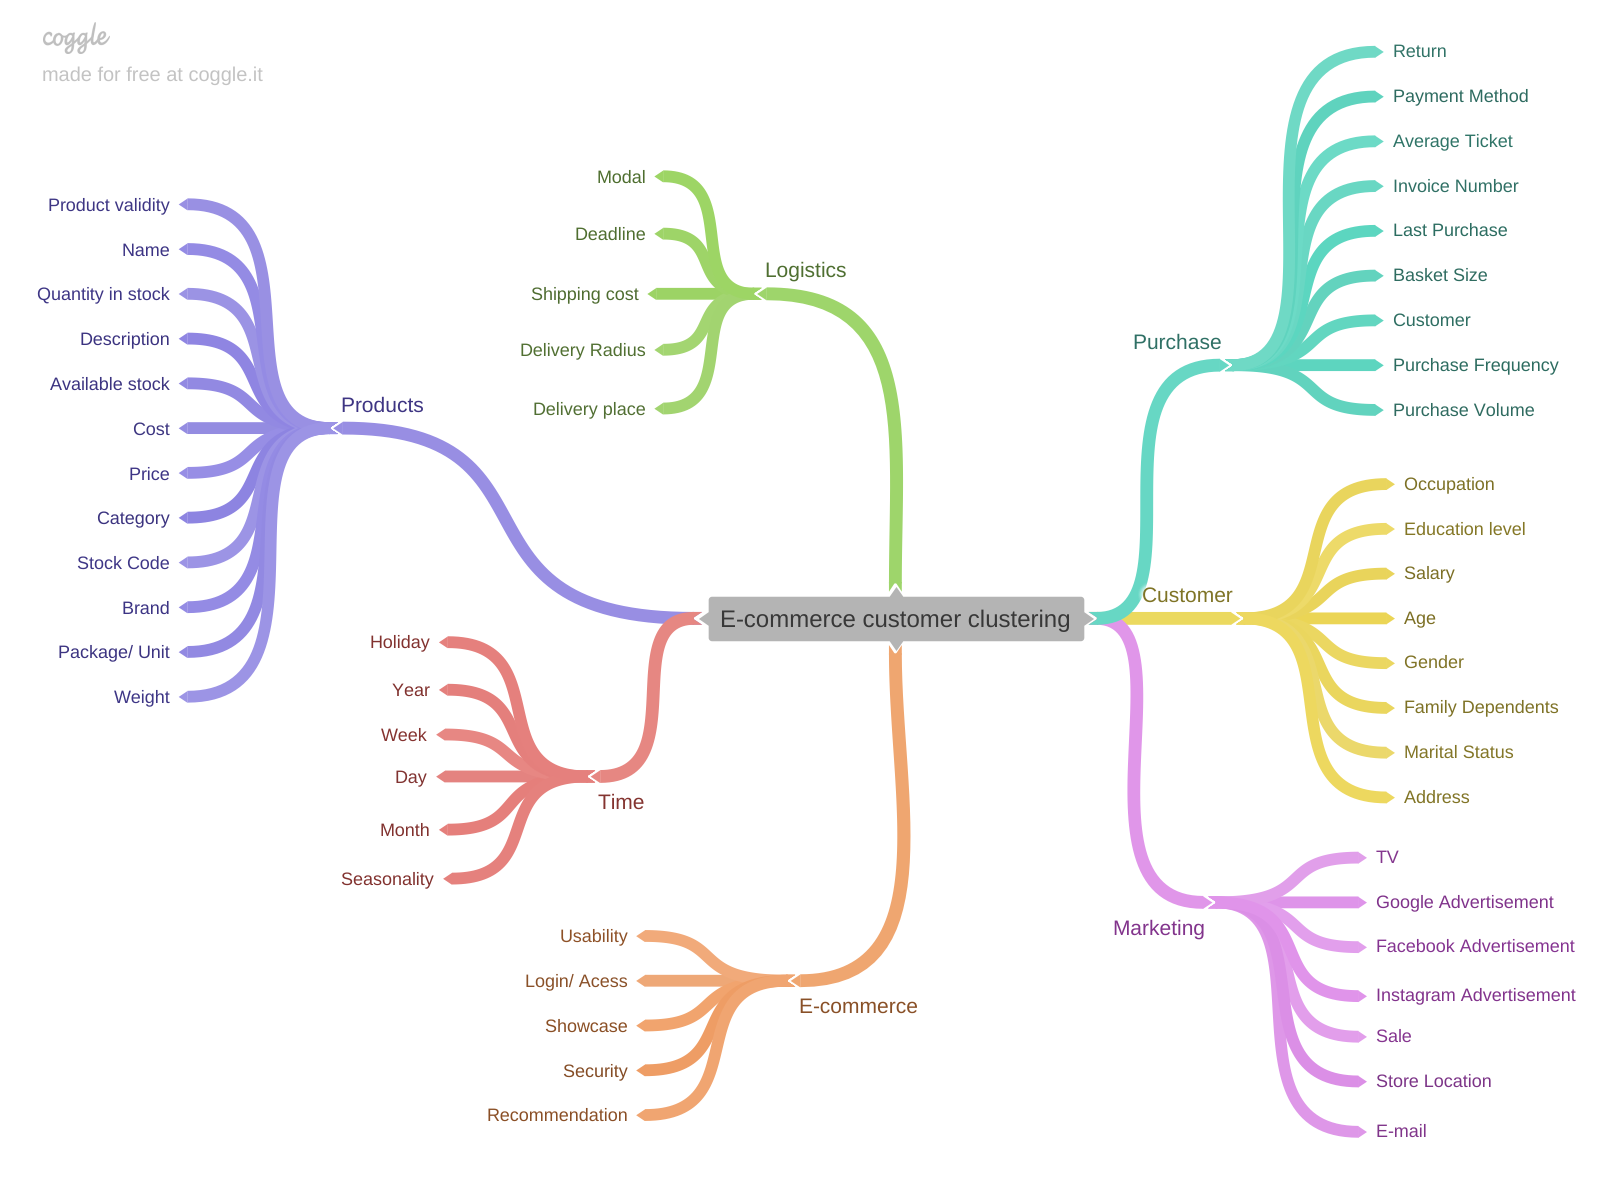 coggle
made for free at coggle.it
Product validity
Name
Quantity in stock
Description
Available stock
Cost
Price
Category
Stock Code
Brand
Package/ Unit
Weight
Products
Modal
Deadline
Shipping cost
Delivery Radius
Delivery place
Logistics
Holiday
Year
Week
Day
Month
Seasonality
Time
Usability
Login/ Acess
Showcase
Security
Recommendation
E-commerce
E-commerce customer clustering
Purchase
Return
Payment Method
Average Ticket
Invoice Number
Last Purchase
Basket Size
Customer
Purchase Frequency
Purchase Volume
Customer
Occupation
Education level
Salary
Age
Gender
Family Dependents
Marital Status
Address
Marketing
TV
Google Advertisement
Facebook Advertisement
Instagram Advertisement
Sale
Store Location
E-mail